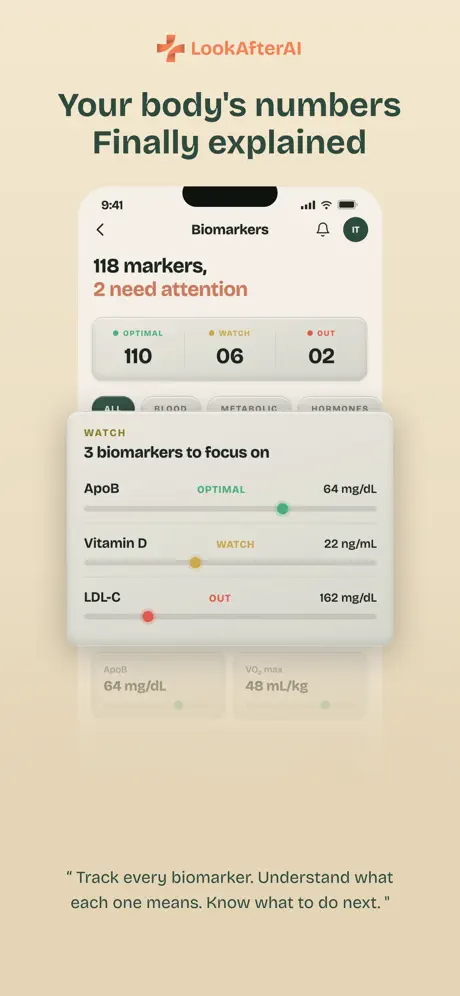 LookAfterAI
Your body's numbers
Finally explained
9:41
Biomarkers
IT
118 markers,
2 need attention
OPTIMAL
WATCH
OUT
110
06
02
ALL
BLOOD
METABOLIC
HORMONES
WATCH
3 biomarkers to focus on
ApoB
OPTIMAL
64 mg/dL
Vitamin D
WATCH
22 ng/mL
LDL-C
OUT
162 mg/dL
ApoB
64 mg/dL
VO₂ max
48 mL/kg
“ Track every biomarker. Understand what
each one means. Know what to do next. "